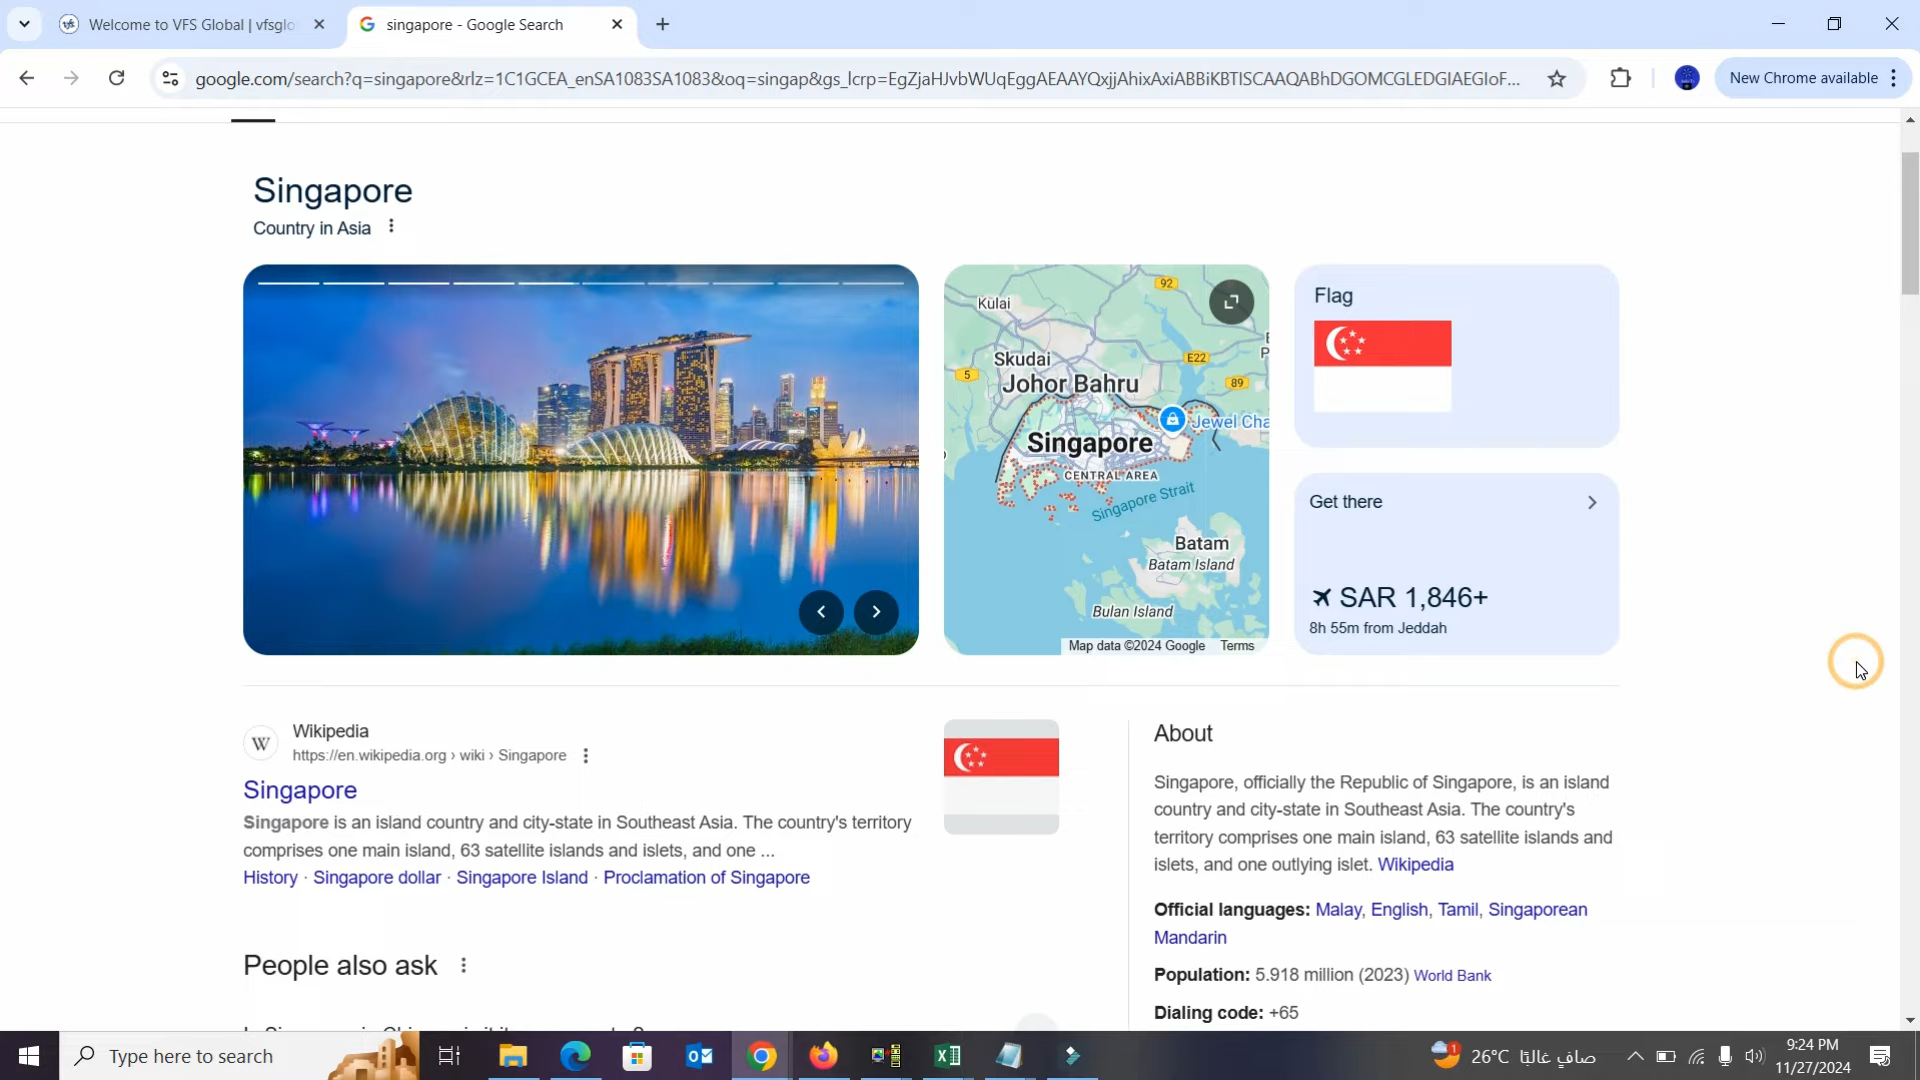 Welcome to VFS Global | vfsglo
singapore - Google Search
google.com/search?q=singapore&rlz=1C1GCEA_enSA1083SA1083&oq=singap&gs_lcrp=EgZjaHJvbWUqEggAEAAYQxjjAhixAxiABBiKBTISCAAQABhDGOMCGLEDGIAEGIoF...
New Chrome available
Singapore
Country in Asia
Kulai
92
Skudai
E22
5
Johor Bahru
89
Jewel Cha
Singapore
CENTRAL AREA
Singapore Strait
Batam
Batam Island
Bulan Island
Map data ©2024 Google Terms
Flag
Get there
SAR 1,846+
8h 55m from Jeddah
W
Wikipedia
https://en.wikipedia.org › wiki › Singapore
Singapore
Singapore is an island country and city-state in Southeast Asia. The country's territory
comprises one main island, 63 satellite islands and islets, and one ...
History · Singapore dollar · Singapore Island · Proclamation of Singapore
People also ask
About
Singapore, officially the Republic of Singapore, is an island
country and city-state in Southeast Asia. The country's
territory comprises one main island, 63 satellite islands and
islets, and one outlying islet. Wikipedia
Official languages: Malay, English, Tamil, Singaporean
Mandarin
Population: 5.918 million (2023) World Bank
Dialing code: +65
Type here to search
26°C صافٍ غالبًا
9:24 PM
11/27/2024